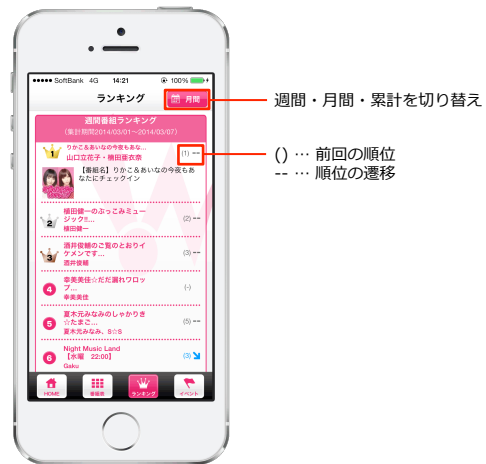 SoftBank 4G 14:21 100%
ランキング
月間
週間・月間・累計を切り替え
週間番組ランキング
（集計期間2014/03/01～2014/03/07）
1
りかこ＆あいなの今夜もあな...
山口立花子・橋田亜衣奈
(1) --
() … 前回の順位
-- … 順位の遷移
【番組名】りかこ＆あいなの今夜もあ
なたにチェックイン
2
植田健一のぶっこみミュー
ジック!!...
植田健一
(2) --
3
酒井俊輔のご覧のとおりイ
ケメンです...
酒井俊輔
(3) --
4
幸美美佳☆だだ漏れワロッ
プ...
幸美美佳
(-)
5
夏木元みなみのしゃかりき
☆たまご...
夏木元みなみ、S☆S
(5) --
6
Night Music Land
【水曜 22:00】
Gaku
(3)
HOME
番組表
ランキング
イベント